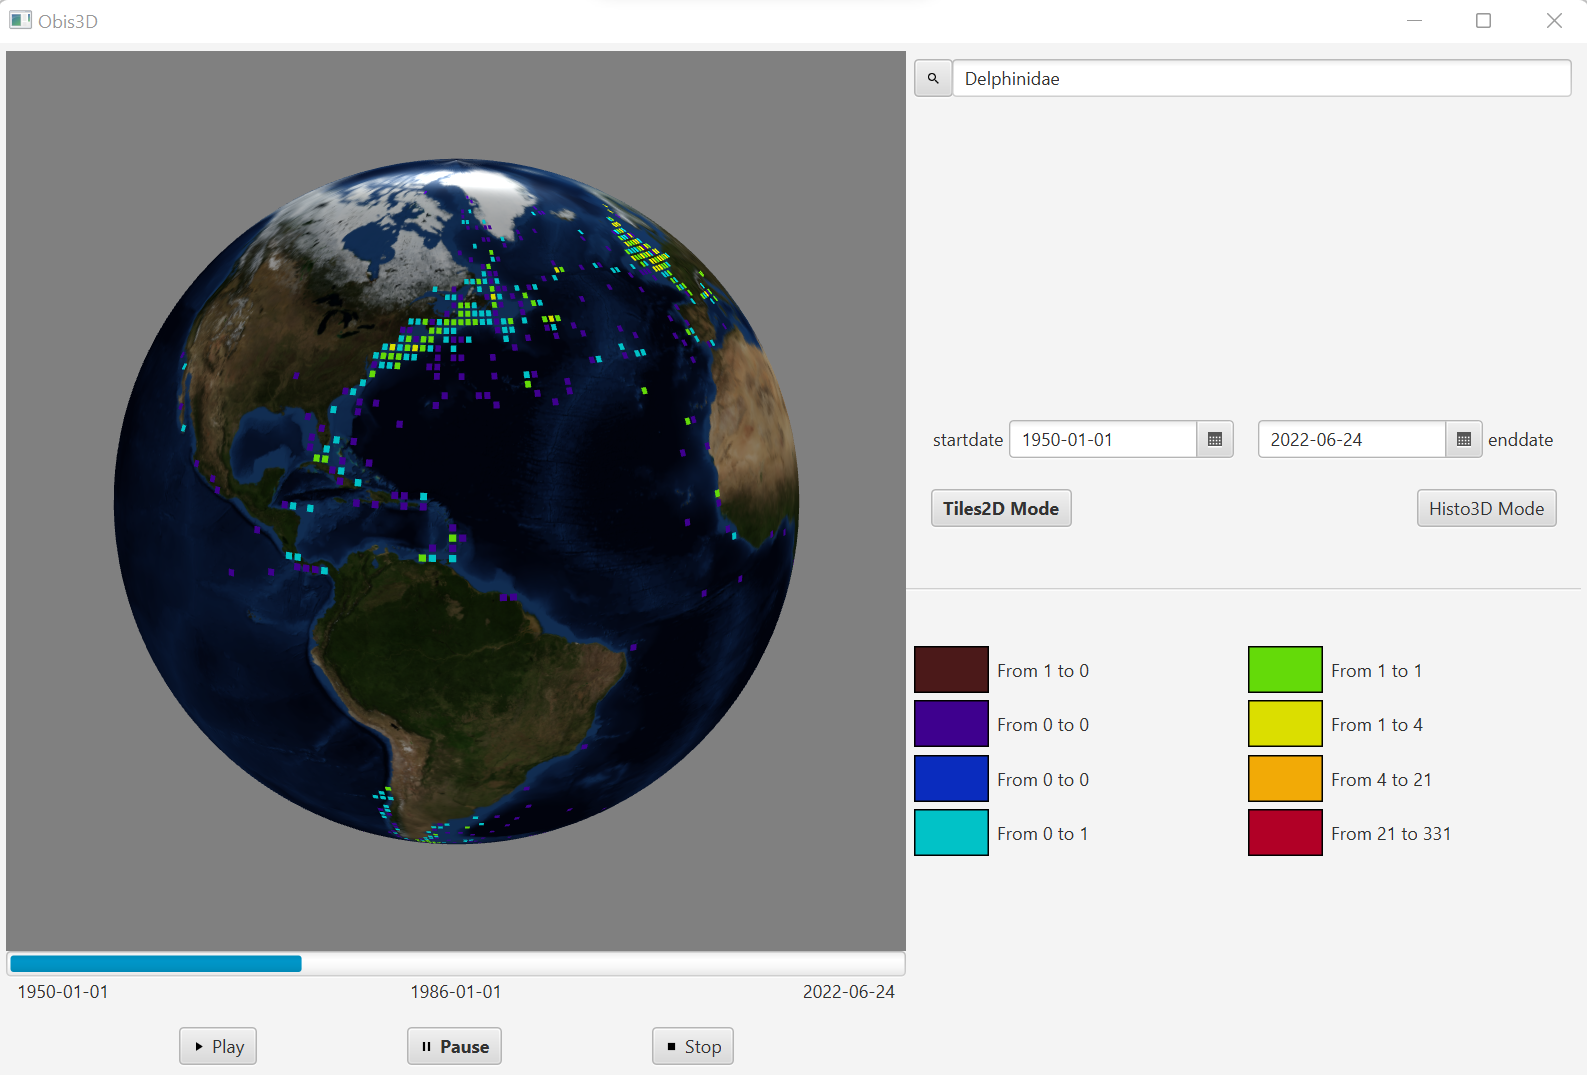 Obis3D
Delphinidae
startdate 1950-01-01 2022-06-24 enddate
Tiles2D Mode Histo3D Mode
From 1 to 0 From 1 to 1
From 0 to 0 From 1 to 4
From 0 to 0 From 4 to 21
From 0 to 1 From 21 to 331
1950-01-01 1986-01-01 2022-06-24
Play Pause Stop